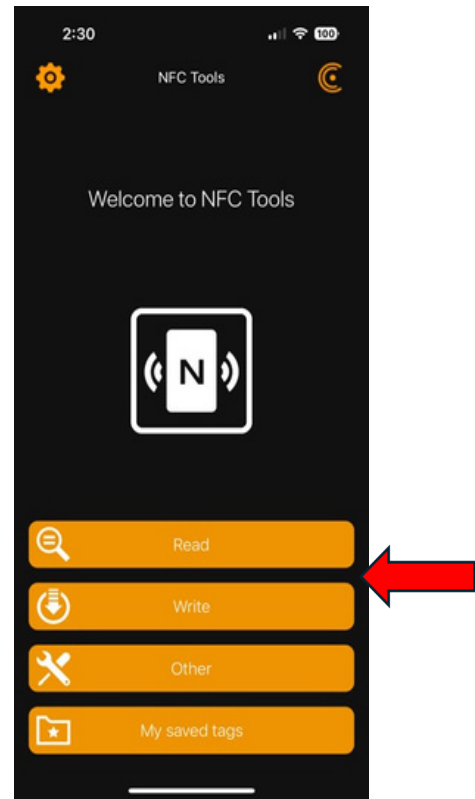 2:30
100
NFC Tools
Welcome to NFC Tools
N
Read
Write
Other
My saved tags